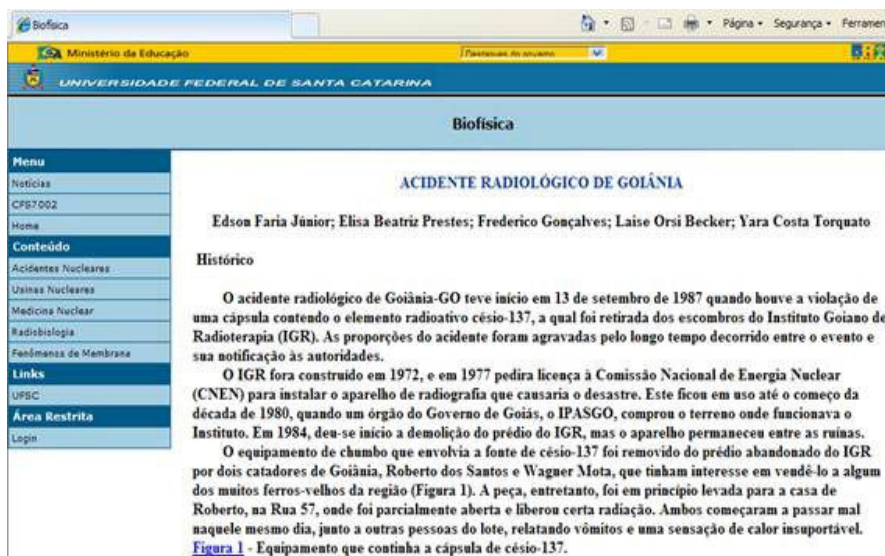 Biofísica
Página
Segurança
Ferramen
Ministério da Educação
Destaques do governo
UNIVERSIDADE FEDERAL DE SANTA CATARINA
Biofísica
Menu
Notícias
CFS7002
Home
Conteúdo
Acidentes Nucleares
Usinas Nucleares
Medicina Nuclear
Radiobiologia
Fenômenos de Membrana
Links
UFSC
Área Restrita
Login
ACIDENTE RADIOLÓGICO DE GOIÂNIA
Edson Faria Júnior; Elisa Beatriz Prestes; Frederico Gonçalves; Laise Orsi Becker; Yara Costa Torquato
Histórico
O acidente radiológico de Goiânia-GO teve início em 13 de setembro de 1987 quando houve a violação de
uma cápsula contendo o elemento radioativo césio-137, a qual foi retirada dos escombros do Instituto Goiano de
Radioterapia (IGR). As proporções do acidente foram agravadas pelo longo tempo decorrido entre o evento e
sua notificação às autoridades.
O IGR fora construído em 1972, e em 1977 pedira licença à Comissão Nacional de Energia Nuclear
(CNEN) para instalar o aparelho de radiografia que causaria o desastre. Este ficou em uso até o começo da
década de 1980, quando um órgão do Governo de Goiás, o IPASGO, comprou o terreno onde funcionava o
Instituto. Em 1984, deu-se início a demolição do prédio do IGR, mas o aparelho permaneceu entre as ruínas.
O equipamento de chumbo que envolvia a fonte de césio-137 foi removido do prédio abandonado do IGR
por dois catadores de Goiânia, Roberto dos Santos e Wagner Mota, que tinham interesse em vendê-lo a algum
dos muitos ferros-velhos da região (Figura 1). A peça, entretanto, foi em princípio levada para a casa de
Roberto, na Rua 57, onde foi parcialmente aberta e liberou certa radiação. Ambos começaram a passar mal
naquele mesmo dia, junto a outras pessoas do lote, relatando vômitos e uma sensação de calor insuportável.
Figura 1 - Equipamento que continha a cápsula de césio-137.